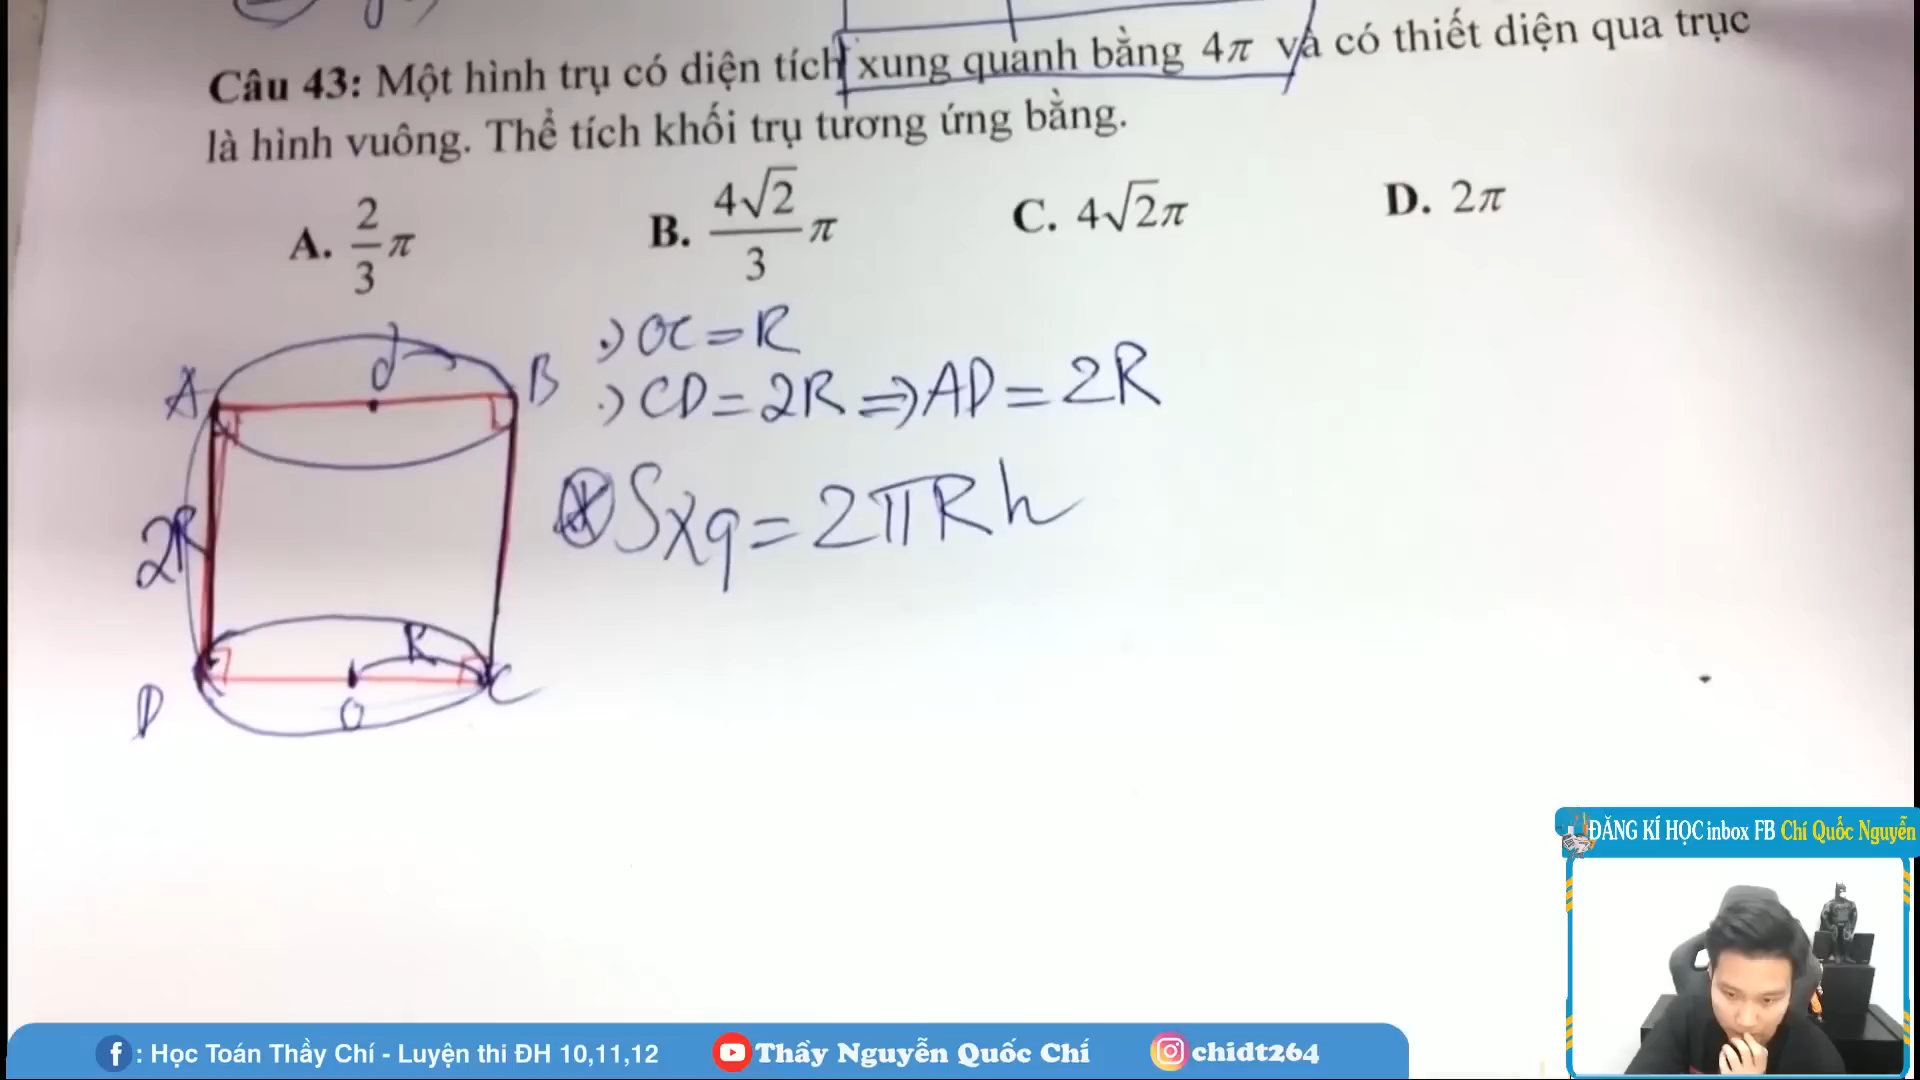 Câu 43: Một hình trụ có diện tích xung quanh bằng 4π và có thiết diện qua trục
là hình vuông. Thể tích khối trụ tương ứng bằng.
A. 2/3 π
B. 4√2/3 π
C. 4√2π
D. 2π
A
B
2R
R
D
O
C
OC = R
CD = 2R ⇒ AD = 2R
Sxq = 2πRh
ĐĂNG KÍ HỌC inbox FB Chí Quốc Nguyễn
f : Học Toán Thầy Chí - Luyện thi ĐH 10,11,12
Thầy Nguyễn Quốc Chí
chidt264